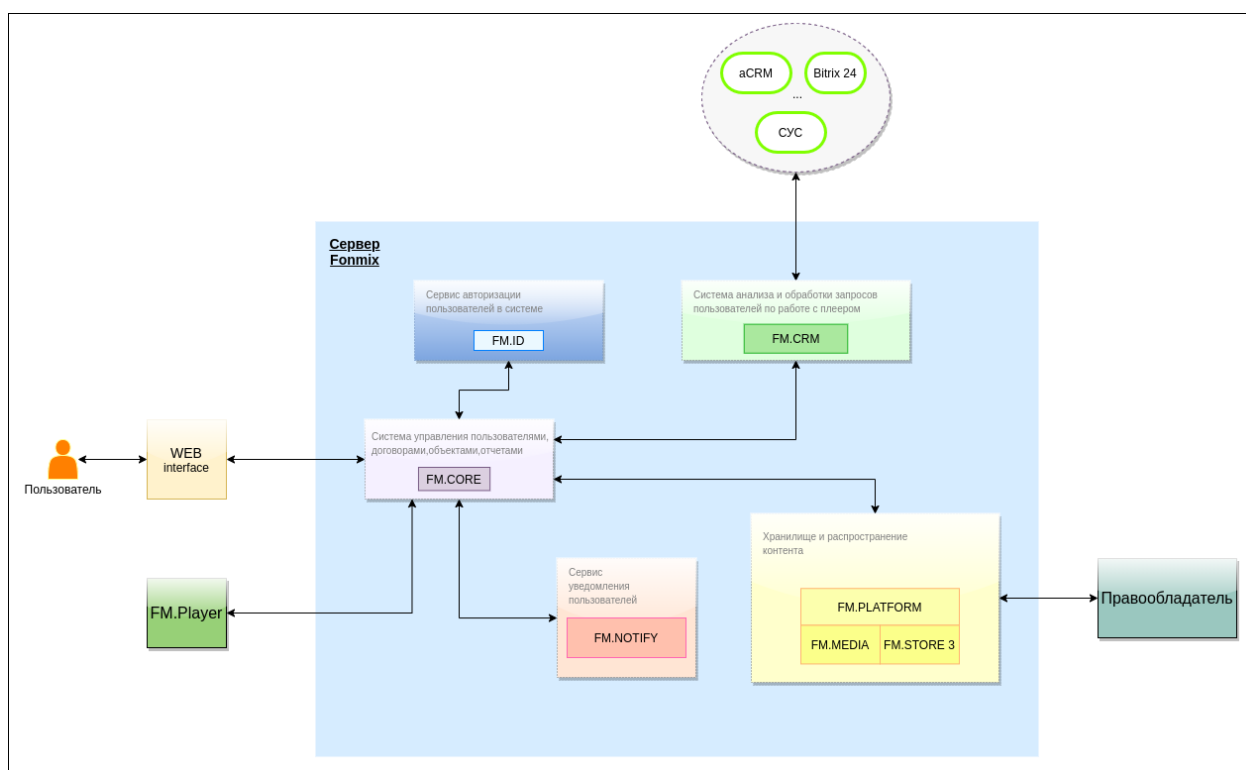 aCRM
Bitrix 24
...
СУС
Сервер
Fonmix
Сервис авторизации
пользователей в системе
FM.ID
Система анализа и обработки запросов
пользователей по работе с плеером
FM.CRM
Система управления пользователями,
договорами,объектами,отчетами
FM.CORE
WEB
interface
Пользователь
FM.Player
Сервис
уведомления
пользователей
FM.NOTIFY
Хранилище и распространение
контента
FM.PLATFORM
FM.MEDIA
FM.STORE 3
Правообладатель